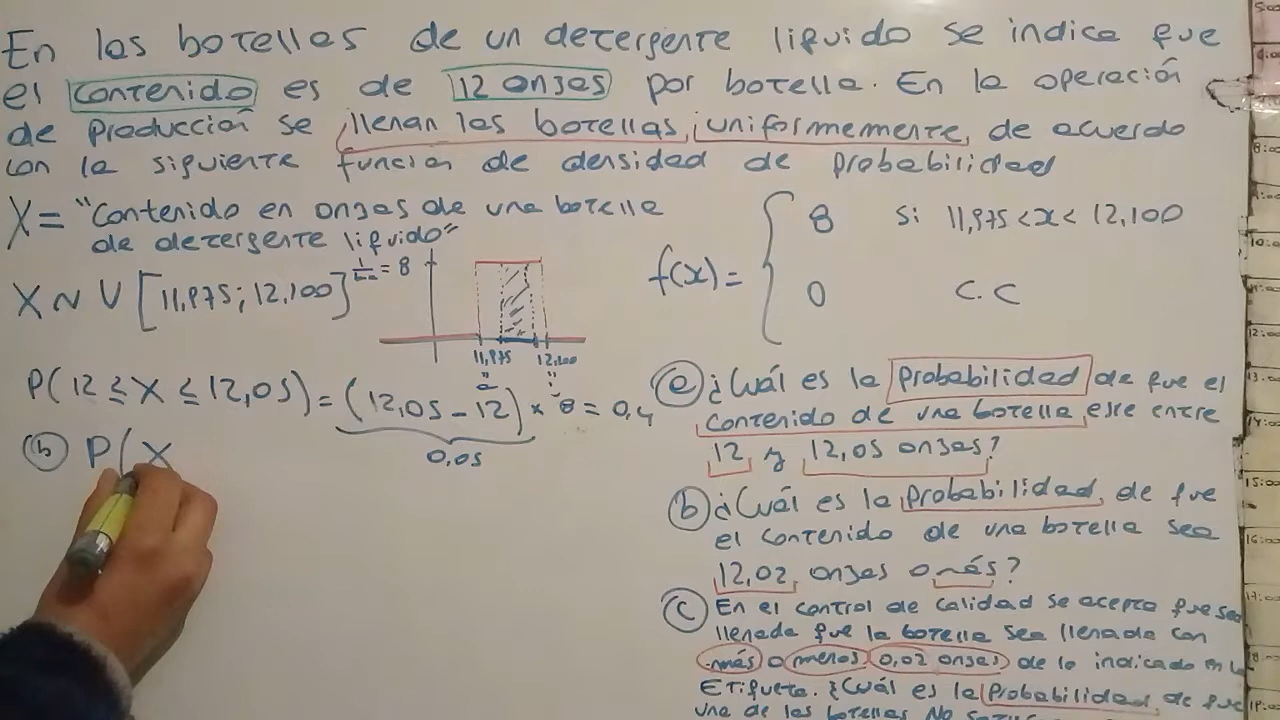 En las botellas de un detergente liquido se indica que
el contenido es de 12 onzas por botella. En la operación
de producción se llenan las botellas, uniformemente, de acuerdo
con la siguiente función de densidad de probabilidad
X = "Contenido en onzas de una botella
de detergente liquido"
X ~ U [11,975; 12,100]
= 8
11,975 12,100
f(x) = { 8 si 11,975 < x < 12,100
0 C.C
P(12 ≤ X ≤ 12,05) = (12,05 - 12) * 8 = 0,4
0,05
(b) P(X
(a) ¿Cuál es la probabilidad de que el
contenido de una botella este entre
12 y 12,05 onzas?
(b) ¿Cuál es la probabilidad, de que
el contenido de una botella sea
12,02 onzas o más?
(c) En el control de calidad se acepta que sea
llenada que la botella sea llenada con
más o menos 0,02 onzas de lo indicado en la
Etiqueta. ¿Cuál es la probabilidad, de que
una de las botellas NO